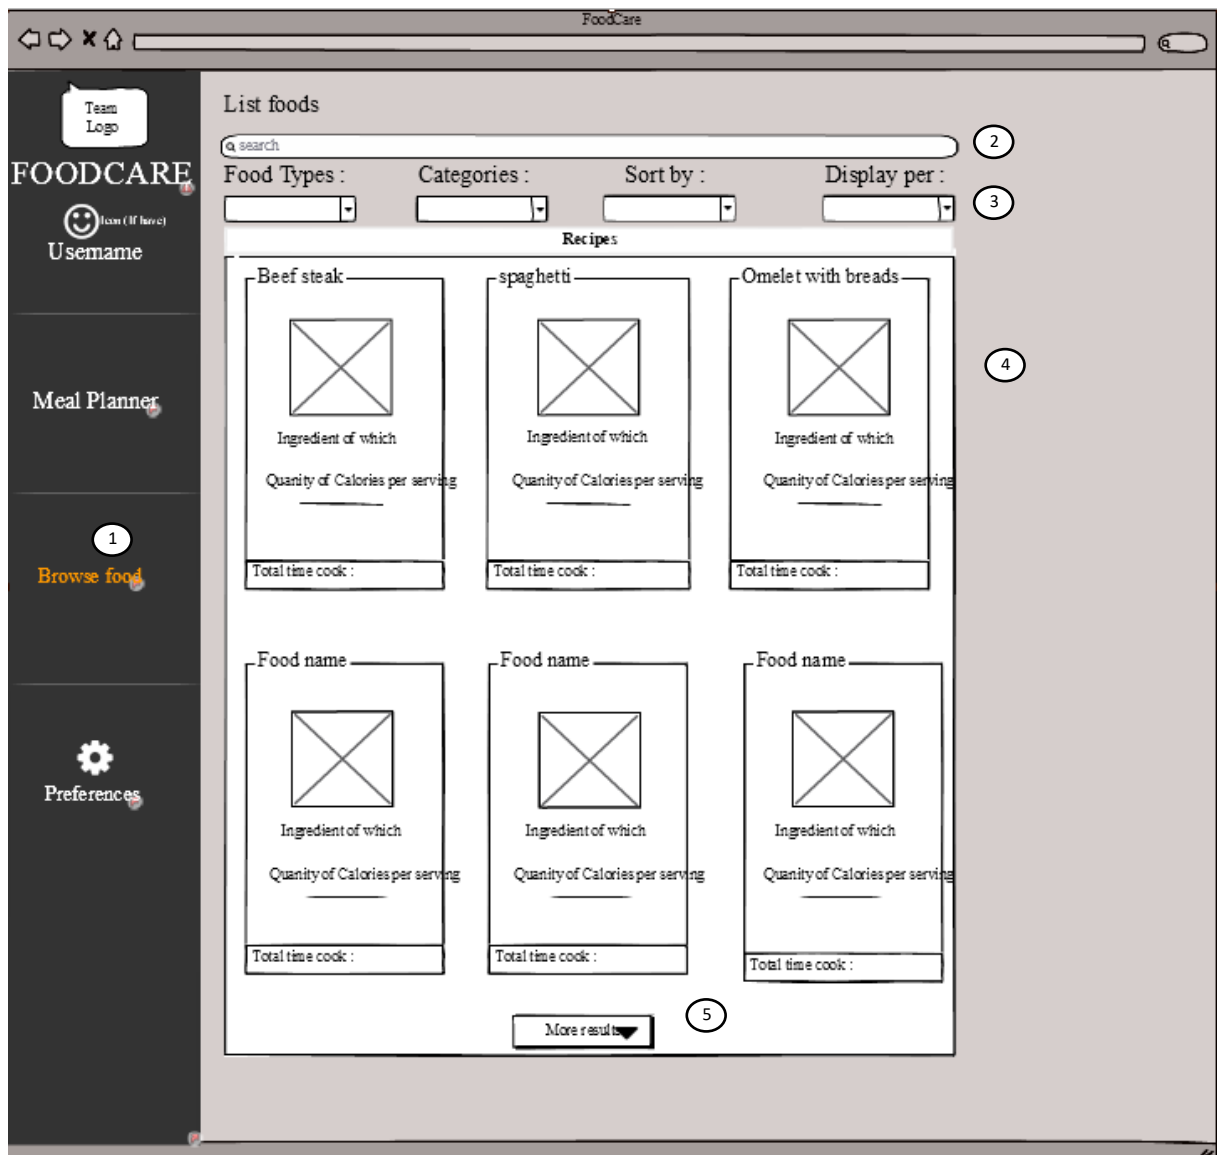 FoodCare
Team
Logo
FOODCARE
Icon (If have)
Username
Meal Planner
1
Browse food
Preferences
List foods
search
2
Food Types :
Categories :
Sort by :
Display per :
3
Recipes
Beef steak
spaghetti
Omelet with breads
4
Ingredient of which
Ingredient of which
Ingredient of which
Quanity of Calories per serving
Quanity of Calories per serving
Quanity of Calories per serving
Total time cook :
Total time cook :
Total time cook :
Food name
Food name
Food name
Ingredient of which
Ingredient of which
Ingredient of which
Quanity of Calories per serving
Quanity of Calories per serving
Quanity of Calories per serving
Total time cook :
Total time cook :
Total time cook :
More results
5